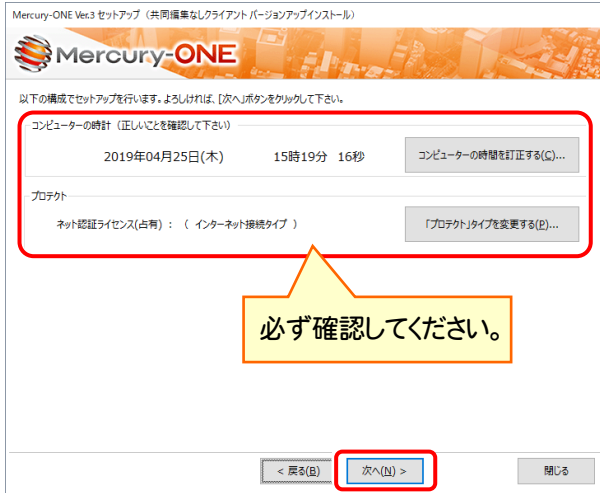 Mercury-ONE Ver.3 セットアップ（共同編集なしクライアント バージョンアップインストール）
Mercury-ONE
以下の構成でセットアップを行います。よろしければ、[次へ]ボタンをクリックして下さい。
コンピューターの時計（正しいことを確認して下さい）
2019年04月25日(木) 15時19分 16秒 コンピューターの時間を訂正する(C)...
プロテクト
ネット認証ライセンス(占有) ：（ インターネット接続タイプ ） 「プロテクト」タイプを変更する(P)...
必ず確認してください。
< 戻る(B) 次へ(N) > 閉じる